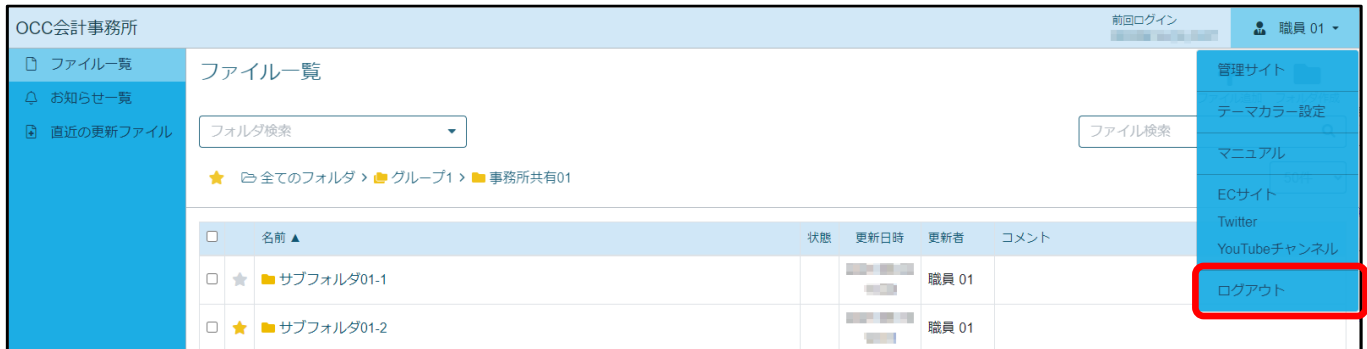 OCC会計事務所
前回ログイン
職員 01
ファイル一覧
お知らせ一覧
直近の更新ファイル
ファイル一覧
フォルダ検索
ファイル検索
全てのフォルダ > グループ1 > 事務所共有01
管理サイト
テーマカラー設定
マニュアル
ECサイト
Twitter
YouTubeチャンネル
ログアウト
名前▲ 状態 更新日時 更新者 コメント
サブフォルダ01-1 職員 01
サブフォルダ01-2 職員 01